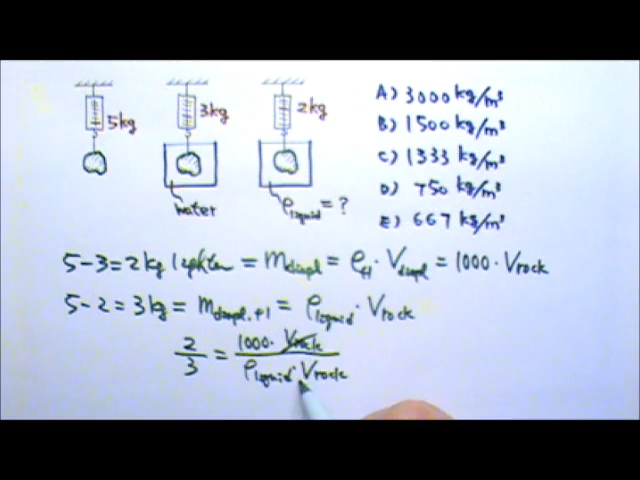 5kg
3kg
2kg
water
ρliquid = ?
A) 3000 kg/m³
B) 1500 kg/m³
C) 1333 kg/m³
D) 750 kg/m³
E) 667 kg/m³
5-3 = 2kg = mdispl = ρfl · Vdispl = 1000 · Vrock
5-2 = 3kg = mdispl. fl = ρliquid · Vrock
2/3 = 1000 · Vrock / ρliquid · Vrock